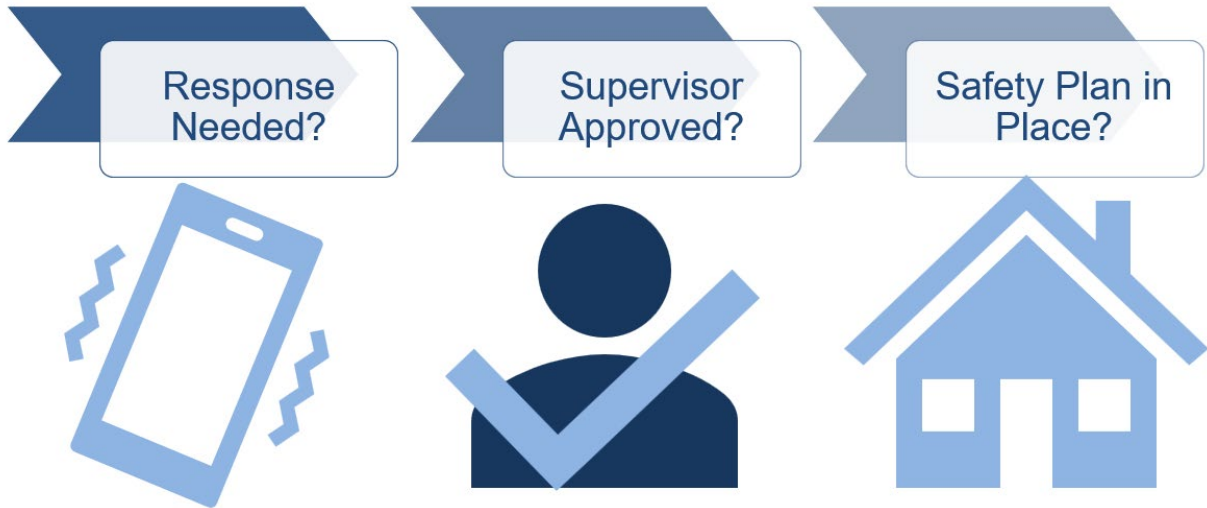 Response
Needed?
Supervisor
Approved?
Safety Plan in
Place?